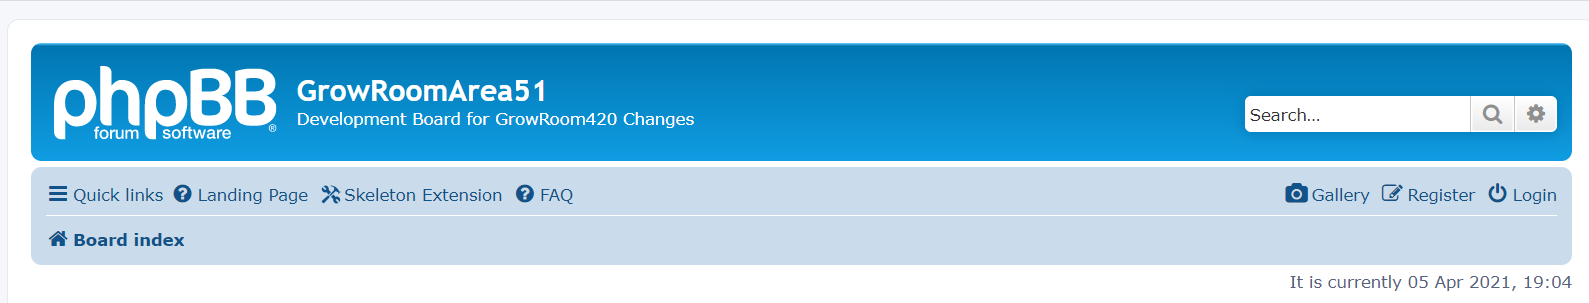 phpBB
forum software ®
GrowRoomArea51
Development Board for GrowRoom420 Changes
Search…
Quick links Landing Page Skeleton Extension FAQ Gallery Register Login
Board index
It is currently 05 Apr 2021, 19:04